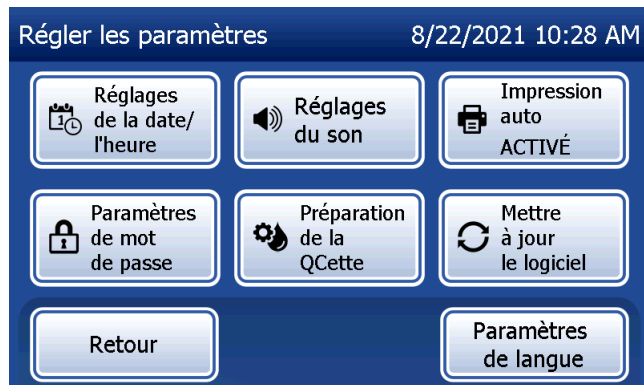 Régler les paramètres 8/22/2021 10:28 AM
Réglages
de la date/
l'heure
Réglages
du son
Impression
auto
ACTIVÉ
Paramètres
de mot
de passe
Préparation
de la
QCette
Mettre
à jour
le logiciel
Retour
Paramètres
de langue